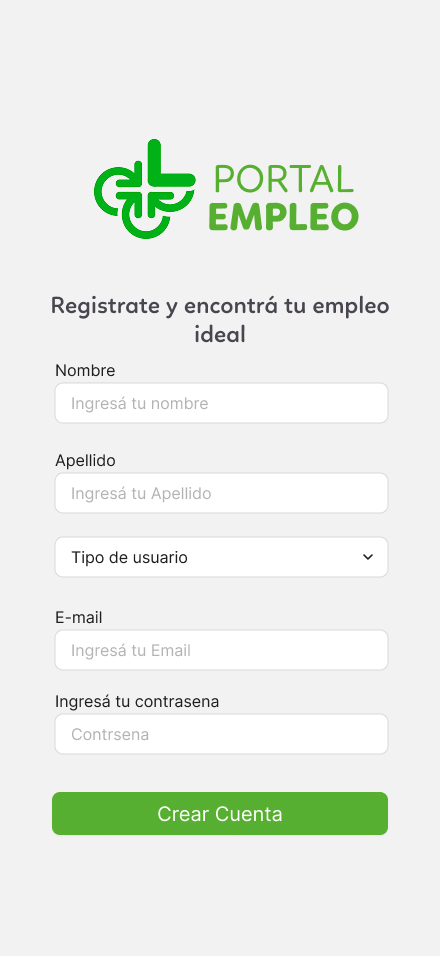 PORTAL
EMPLEO
Registrate y encontrá tu empleo
ideal
Nombre
Ingresá tu nombre
Apellido
Ingresá tu Apellido
Tipo de usuario
E-mail
Ingresá tu Email
Ingresá tu contrasena
Contrsena
Crear Cuenta